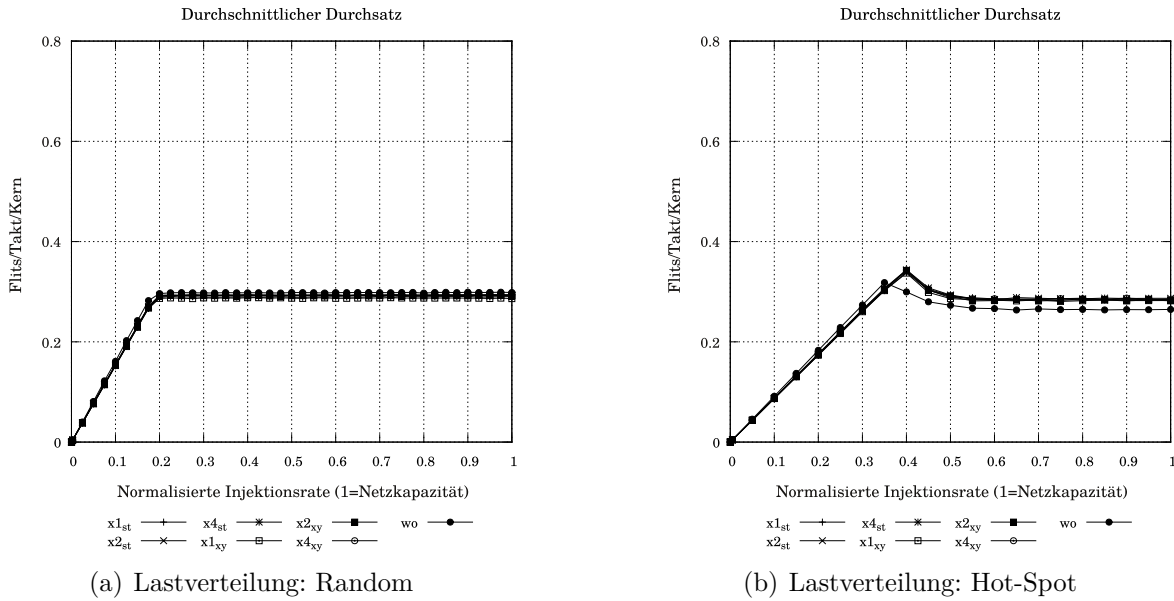 Durchschnittlicher Durchsatz
0.8
0.6
0.4
0.2
0
Flits/Takt/Kern
0 0.1 0.2 0.3 0.4 0.5 0.6 0.7 0.8 0.9 1
Normalisierte Injektionsrate (1=Netzkapazität)
x1st x4st x2xy wo
x2st x1xy x4xy
(a) Lastverteilung: Random
Durchschnittlicher Durchsatz
0.8
0.6
0.4
0.2
0
Flits/Takt/Kern
0 0.1 0.2 0.3 0.4 0.5 0.6 0.7 0.8 0.9 1
Normalisierte Injektionsrate (1=Netzkapazität)
x1st x4st x2xy wo
x2st x1xy x4xy
(b) Lastverteilung: Hot-Spot